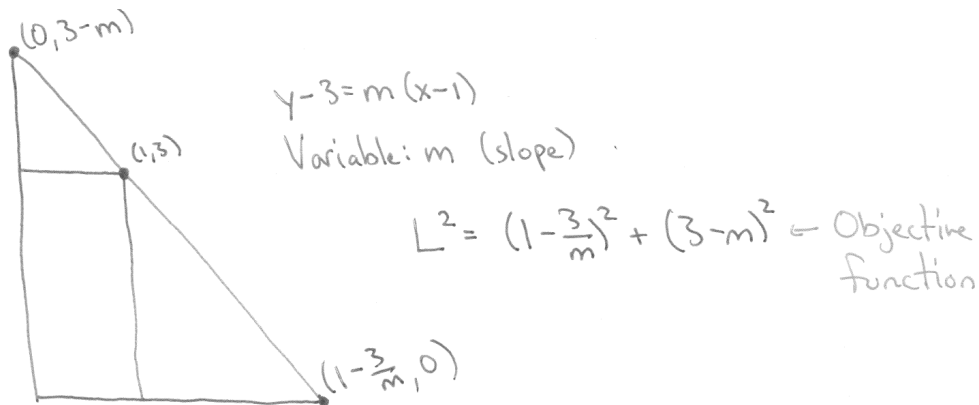 (0, 3-m)
y-3=m(x-1)
(1,3)
Variable: m (slope)
L² = (1-3/m)² + (3-m)² ← Objective
function
(1-3/m, 0)